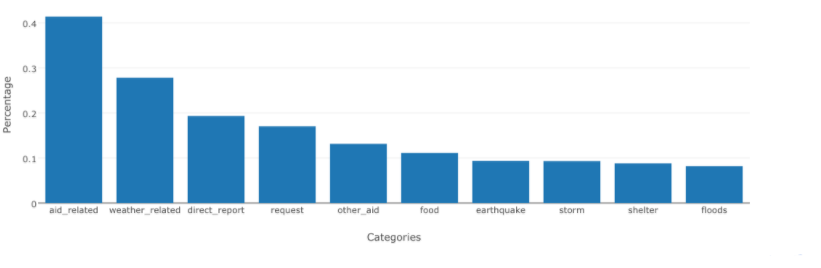 0.4
0.3
0.2
0.1
0
Percentage
aid_related weather_related direct_report request other_aid food earthquake storm shelter floods
Categories